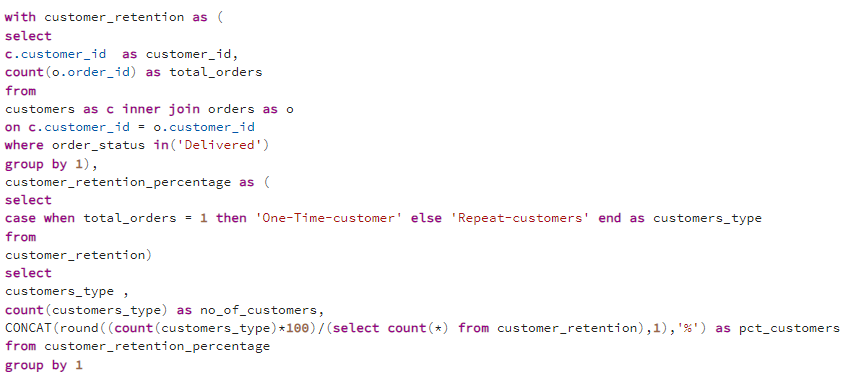 with customer_retention as (
select
c.customer_id  as customer_id,
count(o.order_id) as total_orders
from
customers as c inner join orders as o
on c.customer_id = o.customer_id
where order_status in('Delivered')
group by 1),
customer_retention_percentage as (
select
case when total_orders = 1 then 'One-Time-customer' else 'Repeat-customers' end as customers_type
from
customer_retention)
select
customers_type ,
count(customers_type) as no_of_customers,
CONCAT(round((count(customers_type)*100)/(select count(*) from customer_retention),1),'%') as pct_customers
from customer_retention_percentage
group by 1